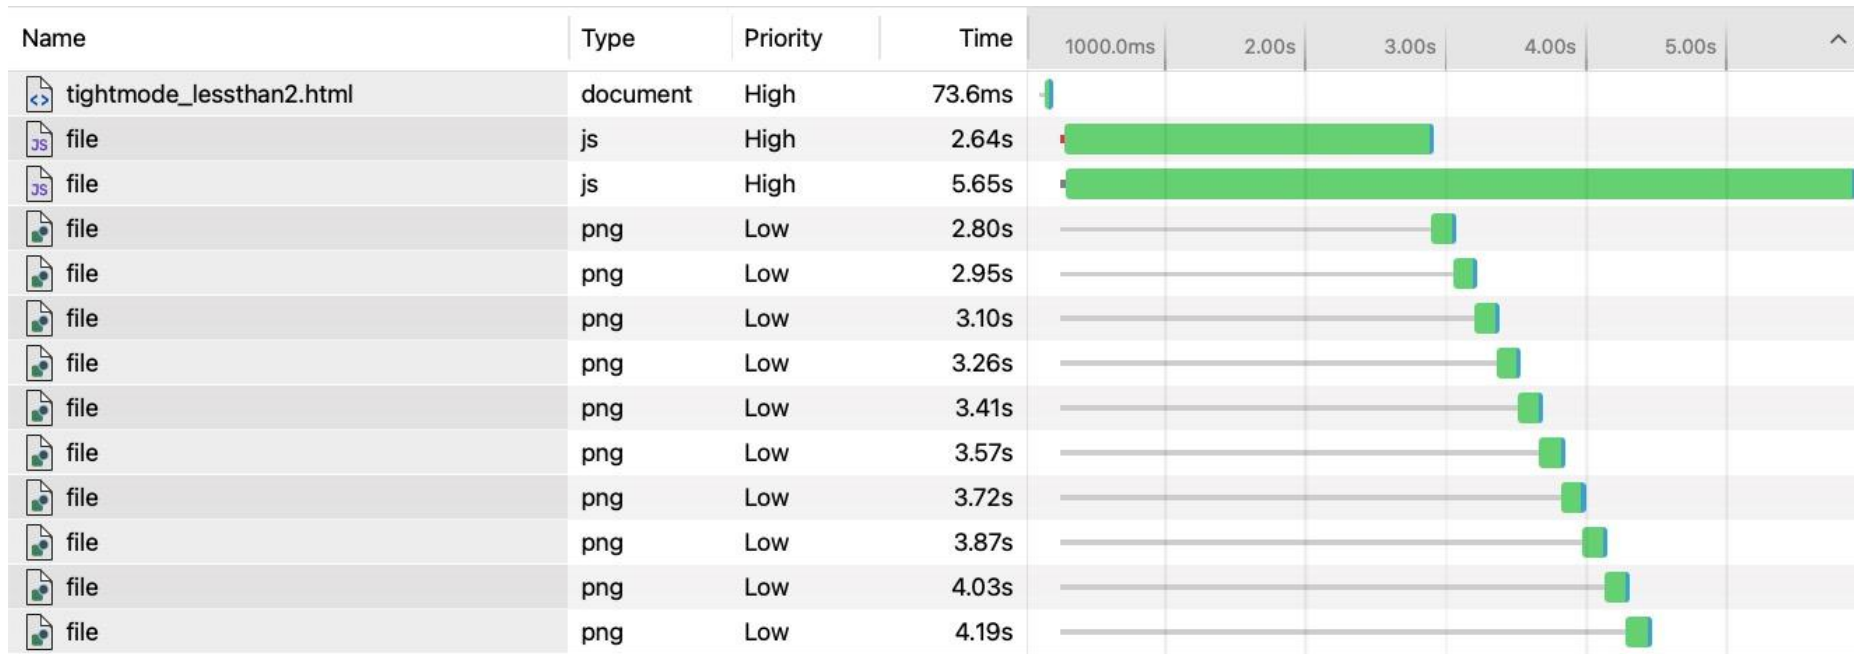 Name Type Priority Time 1000.0ms 2.00s 3.00s 4.00s 5.00s
tightmode_lessthan2.html document High 73.6ms
JS file js High 2.64s
JS file js High 5.65s
file png Low 2.80s
file png Low 2.95s
file png Low 3.10s
file png Low 3.26s
file png Low 3.41s
file png Low 3.57s
file png Low 3.72s
file png Low 3.87s
file png Low 4.03s
file png Low 4.19s